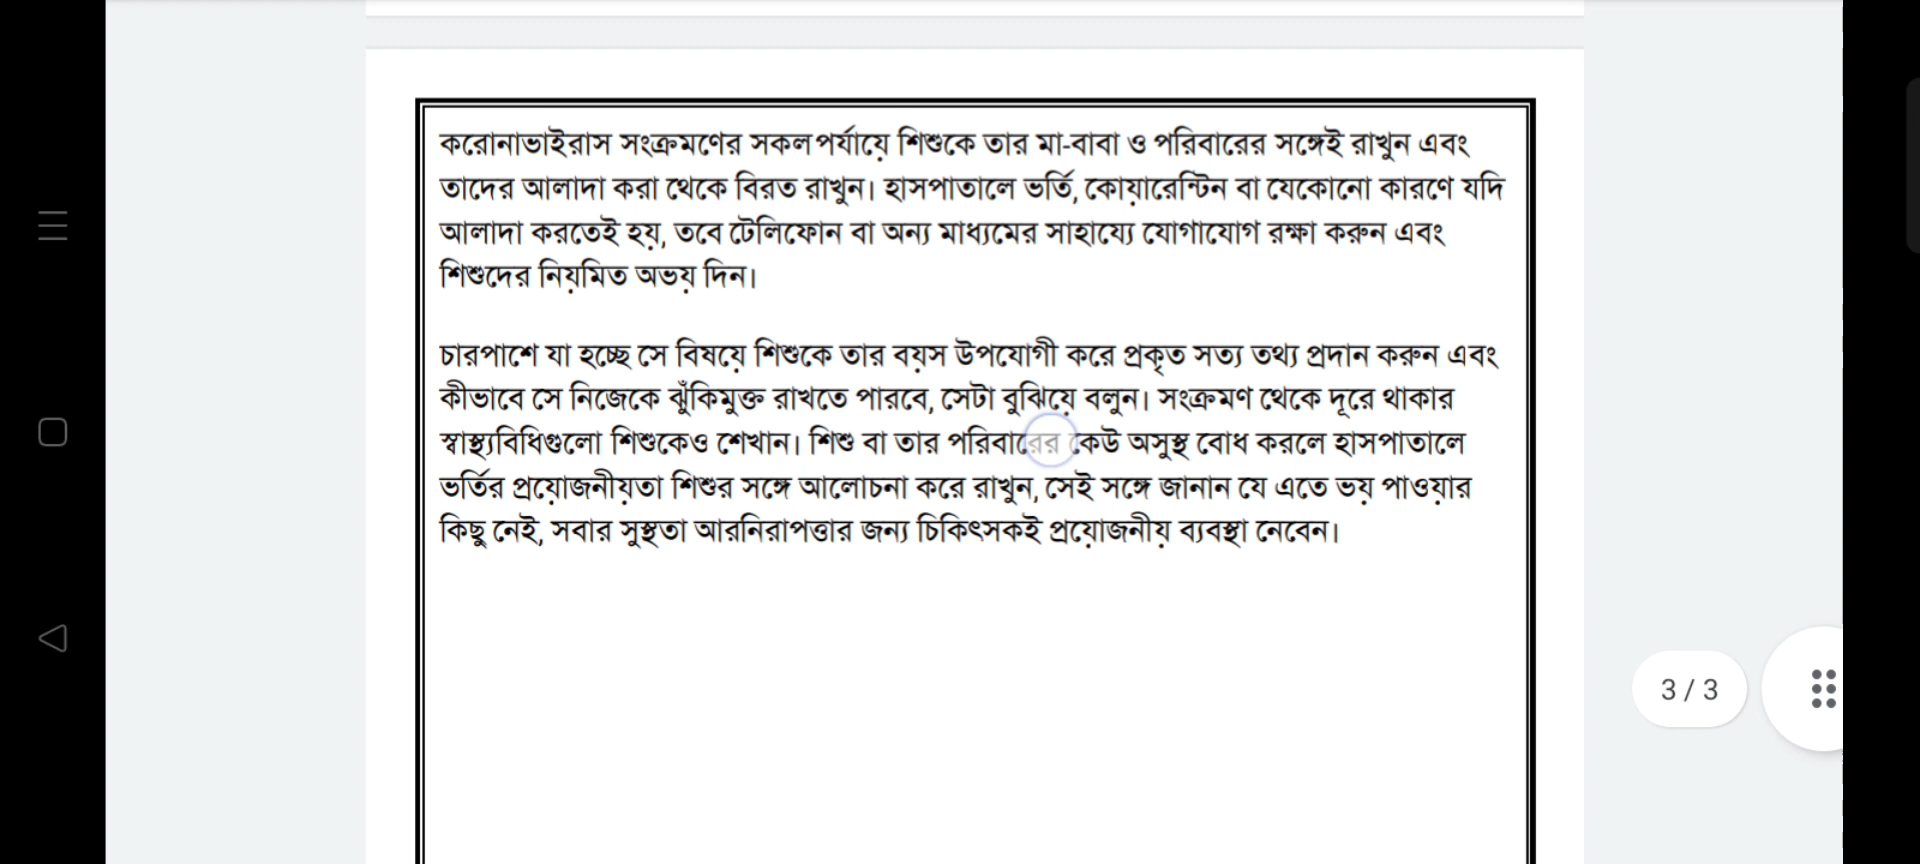 করোনাভাইরাস সংক্রমণের সকল পর্যায়ে শিশুকে তার মা-বাবা ও পরিবারের সঙ্গেই রাখুন এবং
তাদের আলাদা করা থেকে বিরত রাখুন। হাসপাতালে ভর্তি, কোয়ারেন্টিন বা যেকোনো কারণে যদি
আলাদা করতেই হয়, তবে টেলিফোন বা অন্য মাধ্যমের সাহায্যে যোগাযোগ রক্ষা করুন এবং
শিশুদের নিয়মিত অভয় দিন।
চারপাশে যা হচ্ছে সে বিষয়ে শিশুকে তার বয়স উপযোগী করে প্রকৃত সত্য তথ্য প্রদান করুন এবং
কীভাবে সে নিজেকে ঝুঁকিমুক্ত রাখতে পারবে, সেটা বুঝিয়ে বলুন। সংক্রমণ থেকে দূরে থাকার
স্বাস্থ্যবিধিগুলো শিশুকেও শেখান। শিশু বা তার পরিবারের কেউ অসুস্থ বোধ করলে হাসপাতালে
ভর্তির প্রয়োজনীয়তা শিশুর সঙ্গে আলোচনা করে রাখুন, সেই সঙ্গে জানান যে এতে ভয় পাওয়ার
কিছু নেই, সবার সুস্থতা আরনিরাপত্তার জন্য চিকিৎসকই প্রয়োজনীয় ব্যবস্থা নেবেন।
3 / 3